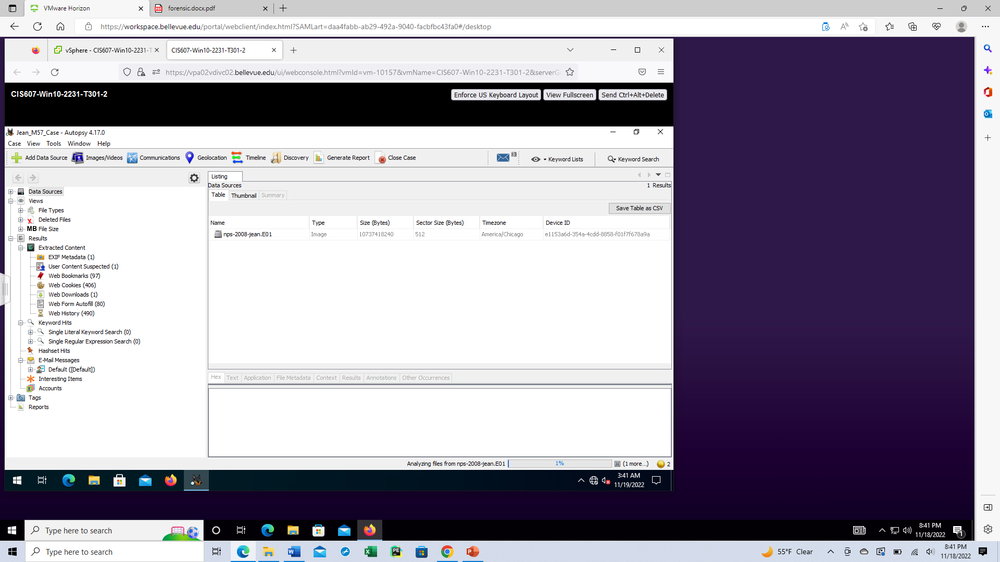 VMware Horizon
forensic.docx.pdf
https://workspace.bellevue.edu/portal/webclient/index.html?SAMLart=daa4fabb-ab29-492a-9040-facbfbc43fa0#/desktop
vSphere - CIS607-Win10-2231-T
CIS607-Win10-2231-T301-2
https://vpa02vdivc02.bellevue.edu/ui/webconsole.html?vmId=vm-10157&vmName=CIS607-Win10-2231-T301-2&serverG
CIS607-Win10-2231-T301-2
Enforce US Keyboard Layout
View Fullscreen
Send Ctrl+Alt+Delete
Jean_M57_Case - Autopsy 4.17.0
Case View Tools Window Help
Add Data Source Images/Videos Communications Geolocation Timeline Discovery Generate Report Close Case 3 Keyword Lists Keyword Search
Data Sources
Views
File Types
Deleted Files
MB File Size
Results
Extracted Content
EXIF Metadata (1)
User Content Suspected (1)
Web Bookmarks (97)
Web Cookies (406)
Web Downloads (1)
Web Form Autofill (80)
Web History (490)
Keyword Hits
Single Literal Keyword Search (0)
Single Regular Expression Search (0)
Hashset Hits
E-Mail Messages
Default ([Default])
Interesting Items
Accounts
Tags
Reports
Listing
Data Sources 1 Results
Table Thumbnail Summary
Save Table as CSV
Name Type Size (Bytes) Sector Size (Bytes) Timezone Device ID
nps-2008-jean.E01 Image 10737418240 512 America/Chicago e1153a6d-354a-4cdd-8858-f01f7f678a9a
Hex Text Application File Metadata Context Results Annotations Other Occurrences
Analyzing files from nps-2008-jean.E01 1% (1 more...) 2
3:41 AM
11/19/2022
Type here to search
8:41 PM
11/18/2022
1
Type here to search
55°F Clear
8:41 PM
11/18/2022